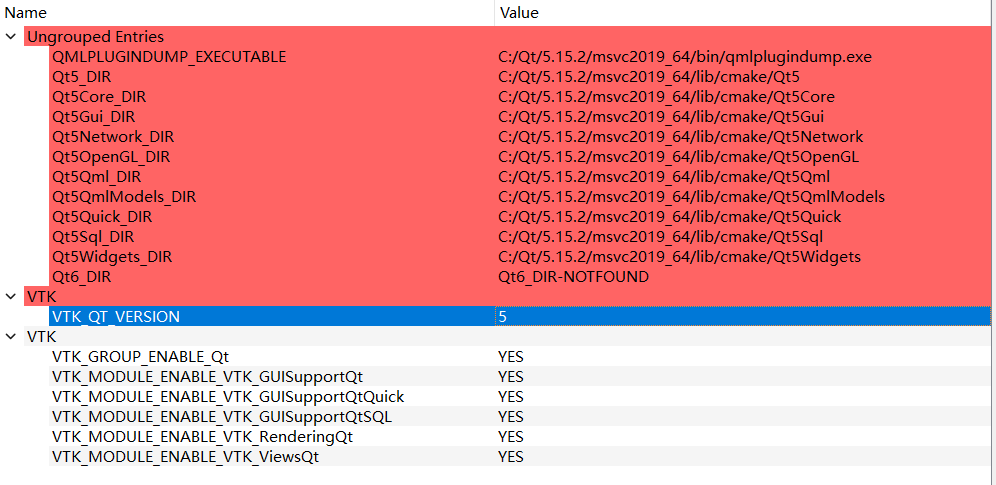 Name Value
Ungrouped Entries
QMLPLUGINDUMP_EXECUTABLE C:/Qt/5.15.2/msvc2019_64/bin/qmlplugindump.exe
Qt5_DIR C:/Qt/5.15.2/msvc2019_64/lib/cmake/Qt5
Qt5Core_DIR C:/Qt/5.15.2/msvc2019_64/lib/cmake/Qt5Core
Qt5Gui_DIR C:/Qt/5.15.2/msvc2019_64/lib/cmake/Qt5Gui
Qt5Network_DIR C:/Qt/5.15.2/msvc2019_64/lib/cmake/Qt5Network
Qt5OpenGL_DIR C:/Qt/5.15.2/msvc2019_64/lib/cmake/Qt5OpenGL
Qt5Qml_DIR C:/Qt/5.15.2/msvc2019_64/lib/cmake/Qt5Qml
Qt5QmlModels_DIR C:/Qt/5.15.2/msvc2019_64/lib/cmake/Qt5QmlModels
Qt5Quick_DIR C:/Qt/5.15.2/msvc2019_64/lib/cmake/Qt5Quick
Qt5Sql_DIR C:/Qt/5.15.2/msvc2019_64/lib/cmake/Qt5Sql
Qt5Widgets_DIR C:/Qt/5.15.2/msvc2019_64/lib/cmake/Qt5Widgets
Qt6_DIR Qt6_DIR-NOTFOUND
VTK
VTK_QT_VERSION 5
VTK
VTK_GROUP_ENABLE_Qt YES
VTK_MODULE_ENABLE_VTK_GUISupportQt YES
VTK_MODULE_ENABLE_VTK_GUISupportQtQuick YES
VTK_MODULE_ENABLE_VTK_GUISupportQtSQL YES
VTK_MODULE_ENABLE_VTK_RenderingQt YES
VTK_MODULE_ENABLE_VTK_ViewsQt YES